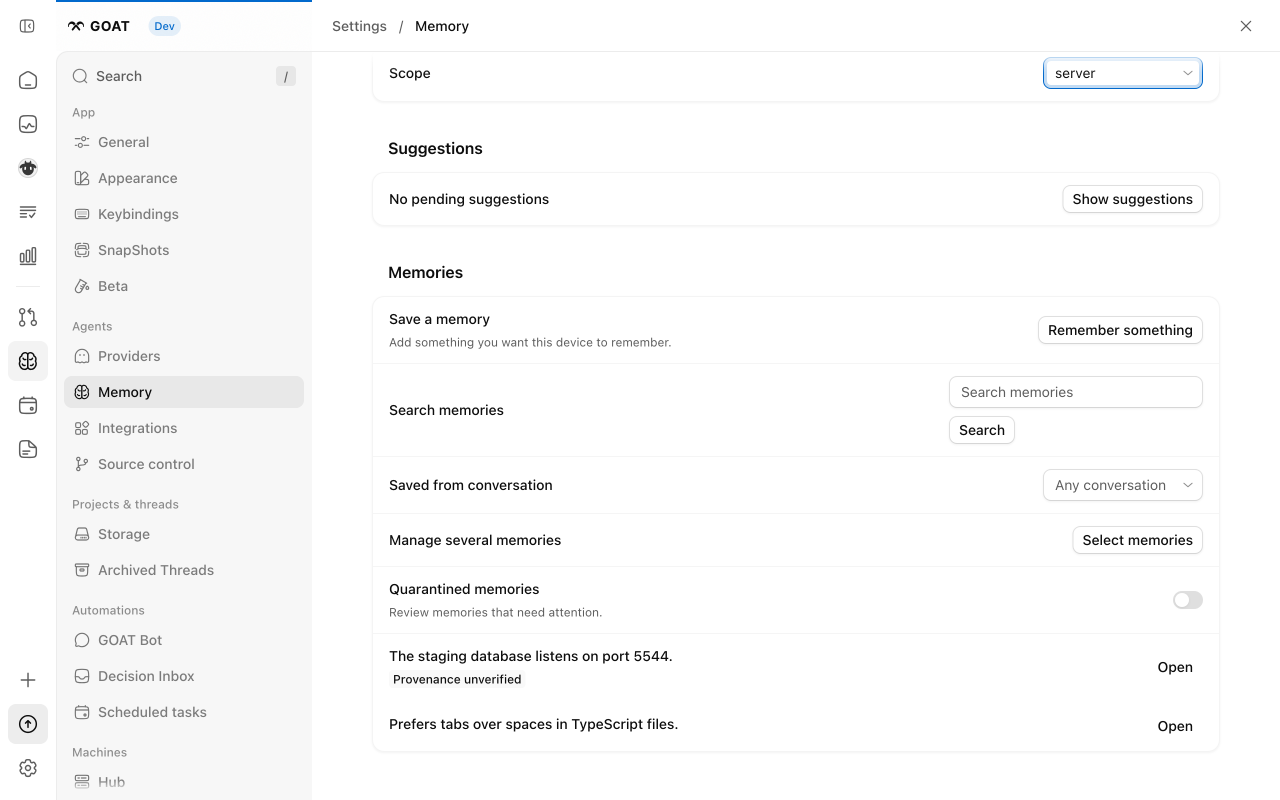 GOAT
Dev
Settings / Memory
Search
/
Scope
server
App
General
Appearance
Keybindings
SnapShots
Beta
Agents
Providers
Memory
Integrations
Source control
Projects & threads
Storage
Archived Threads
Automations
GOAT Bot
Decision Inbox
Scheduled tasks
Machines
Hub
Suggestions
No pending suggestions
Show suggestions
Memories
Save a memory
Add something you want this device to remember.
Remember something
Search memories
Search memories
Search
Saved from conversation
Any conversation
Manage several memories
Select memories
Quarantined memories
Review memories that need attention.
The staging database listens on port 5544.
Provenance unverified
Open
Prefers tabs over spaces in TypeScript files.
Open